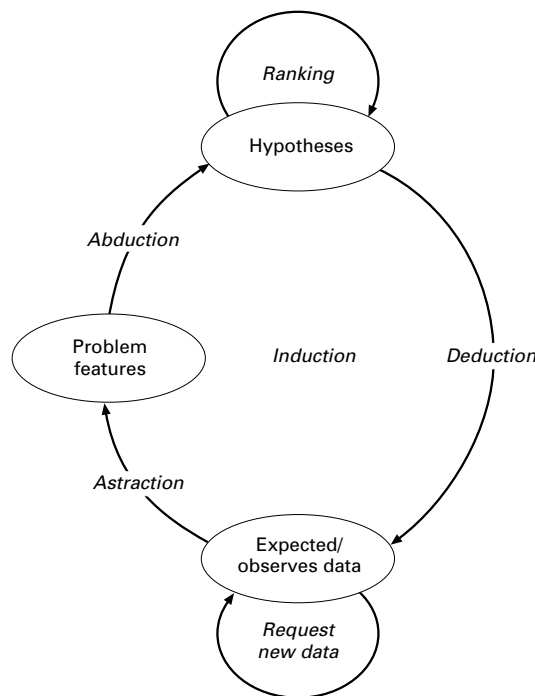 Ranking
Hypotheses
Abduction
Problem
features
Induction
Deduction
Astraction
Expected/
observes data
Request
new data